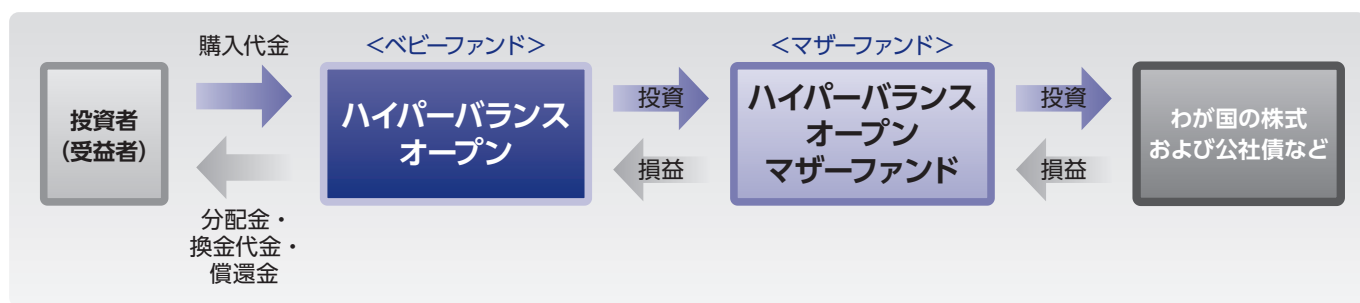 購入代金
<ベビーファンド>
<マザーファンド>
投資者
(受益者)
ハイパーバランス
オープン
投資
損益
ハイパーバランス
オープン
マザーファンド
投資
損益
わが国の株式
および公社債など
分配金・
換金代金・
償還金